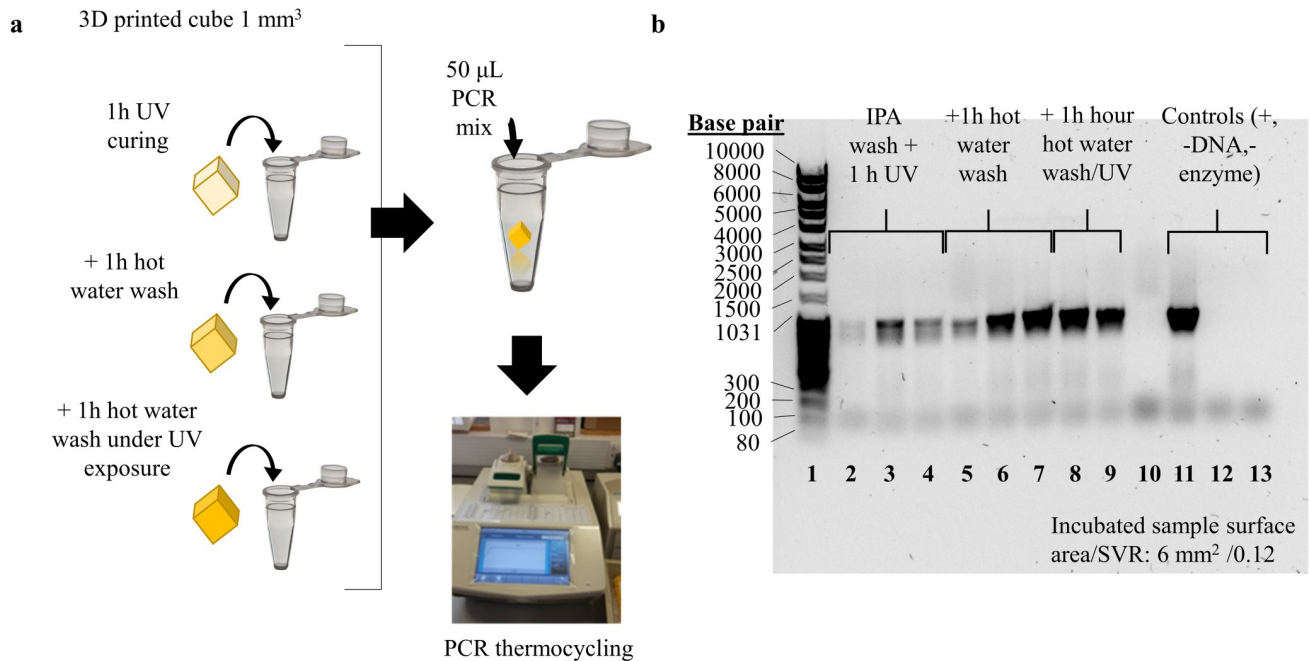 a
3D printed cube 1 mm³
1h UV
curing
+ 1h hot
water wash
+ 1h hot water
wash under UV
exposure
50 μL
PCR
mix
PCR thermocycling
b
Base pair
10000
8000
6000
5000
4000
3000
2500
2000
1500
1031
300
200
100
80
IPA
wash +
1 h UV
+1h hot
water
wash
+ 1h hour
hot water
wash/UV
Controls (+,
-DNA,-
enzyme)
1 2 3 4 5 6 7 8 9 10 11 12 13
Incubated sample surface
area/SVR: 6 mm² /0.12